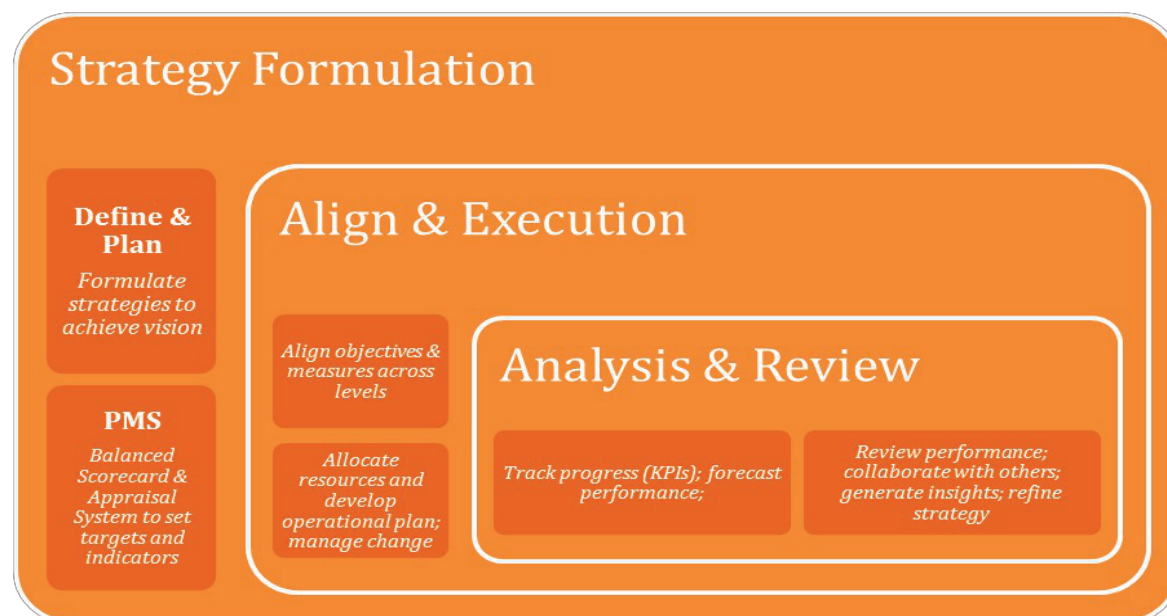 Strategy Formulation
Define &
Plan
Formulate
strategies to
achieve vision
PMS
Balanced
Scorecard &
Appraisal
System to set
targets and
indicators
Align & Execution
Align objectives &
measures across
levels
Allocate
resources and
develop
operational plan;
manage change
Analysis & Review
Track progress (KPIs); forecast
performance;
Review performance;
collaborate with others;
generate insights; refine
strategy